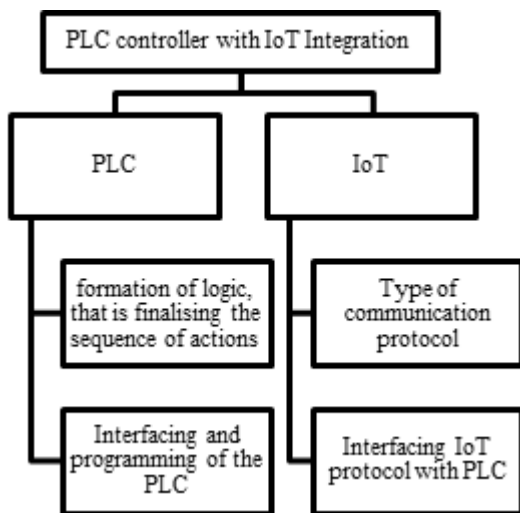 PLC controller with IoT Integration
PLC
IoT
formation of logic,
that is finalising the
sequence of actions
Type of
communication
protocol
Interfacing and
programming of the
PLC
Interfacing IoT
protocol with PLC